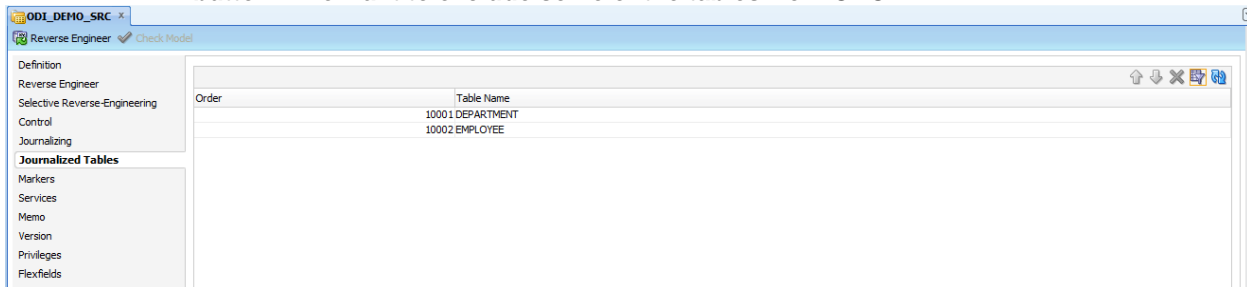 ODI_DEMO_SRC
Reverse Engineer Check Model
Definition
Reverse Engineer
Selective Reverse-Engineering
Control
Journalizing
Journalized Tables
Markers
Services
Memo
Version
Privileges
Flexfields
Order Table Name
10001 DEPARTMENT
10002 EMPLOYEE